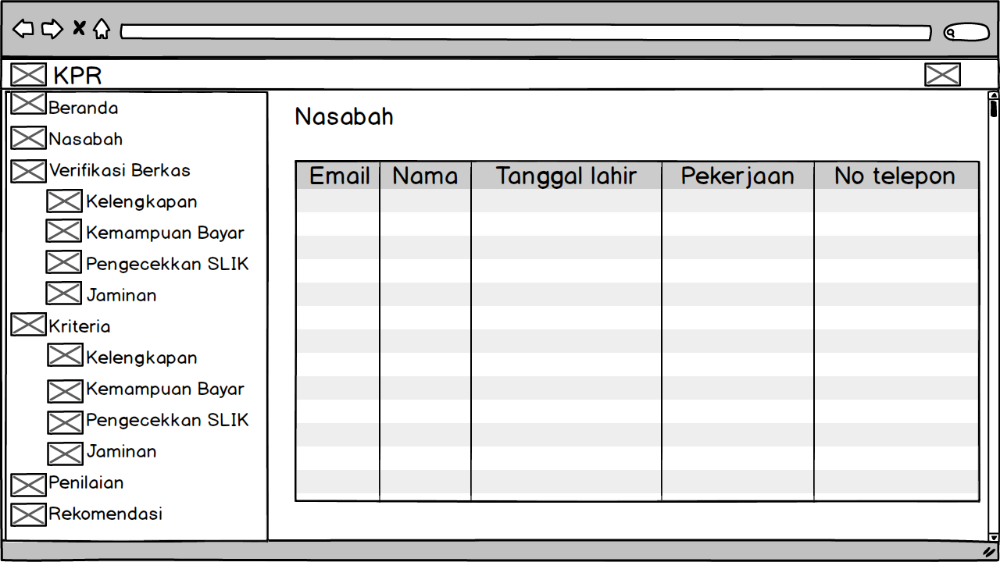 KPR
Beranda
Nasabah
Verifikasi Berkas
Kelengkapan
Kemampuan Bayar
Pengecekkan SLIK
Jaminan
Kriteria
Kelengkapan
Kemampuan Bayar
Pengecekkan SLIK
Jaminan
Penilaian
Rekomendasi
Nasabah
Email Nama Tanggal lahir Pekerjaan No telepon